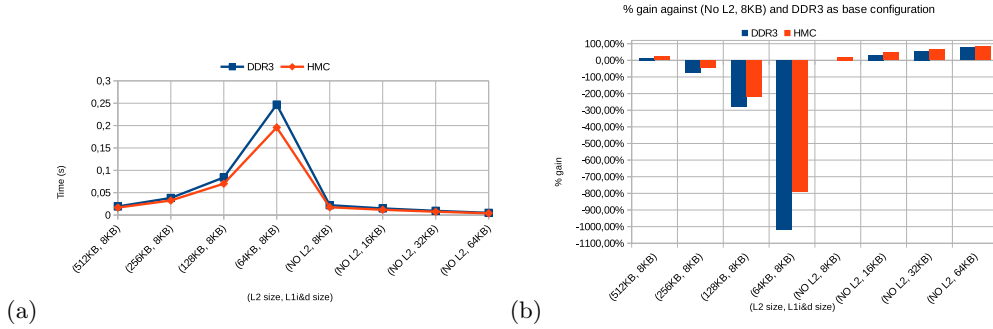 DDR3 HMC
0,3
0,25
0,2
0,15
0,1
0,05
0
Time (s)
(512KB, 8KB)
(256KB, 8KB)
(128KB, 8KB)
(64KB, 8KB)
(NO L2, 8KB)
(NO L2, 16KB)
(NO L2, 32KB)
(NO L2, 64KB)
(L2 size, L1i&d size)
(a)
% gain against (No L2, 8KB) and DDR3 as base configuration
DDR3 HMC
100,00%
0,00%
-100,00%
-200,00%
-300,00%
-400,00%
-500,00%
-600,00%
-700,00%
-800,00%
-900,00%
-1000,00%
-1100,00%
% gain
(512KB, 8KB)
(256KB, 8KB)
(128KB, 8KB)
(64KB, 8KB)
(NO L2, 8KB)
(NO L2, 16KB)
(NO L2, 32KB)
(NO L2, 64KB)
(L2 size, L1i&d size)
(b)